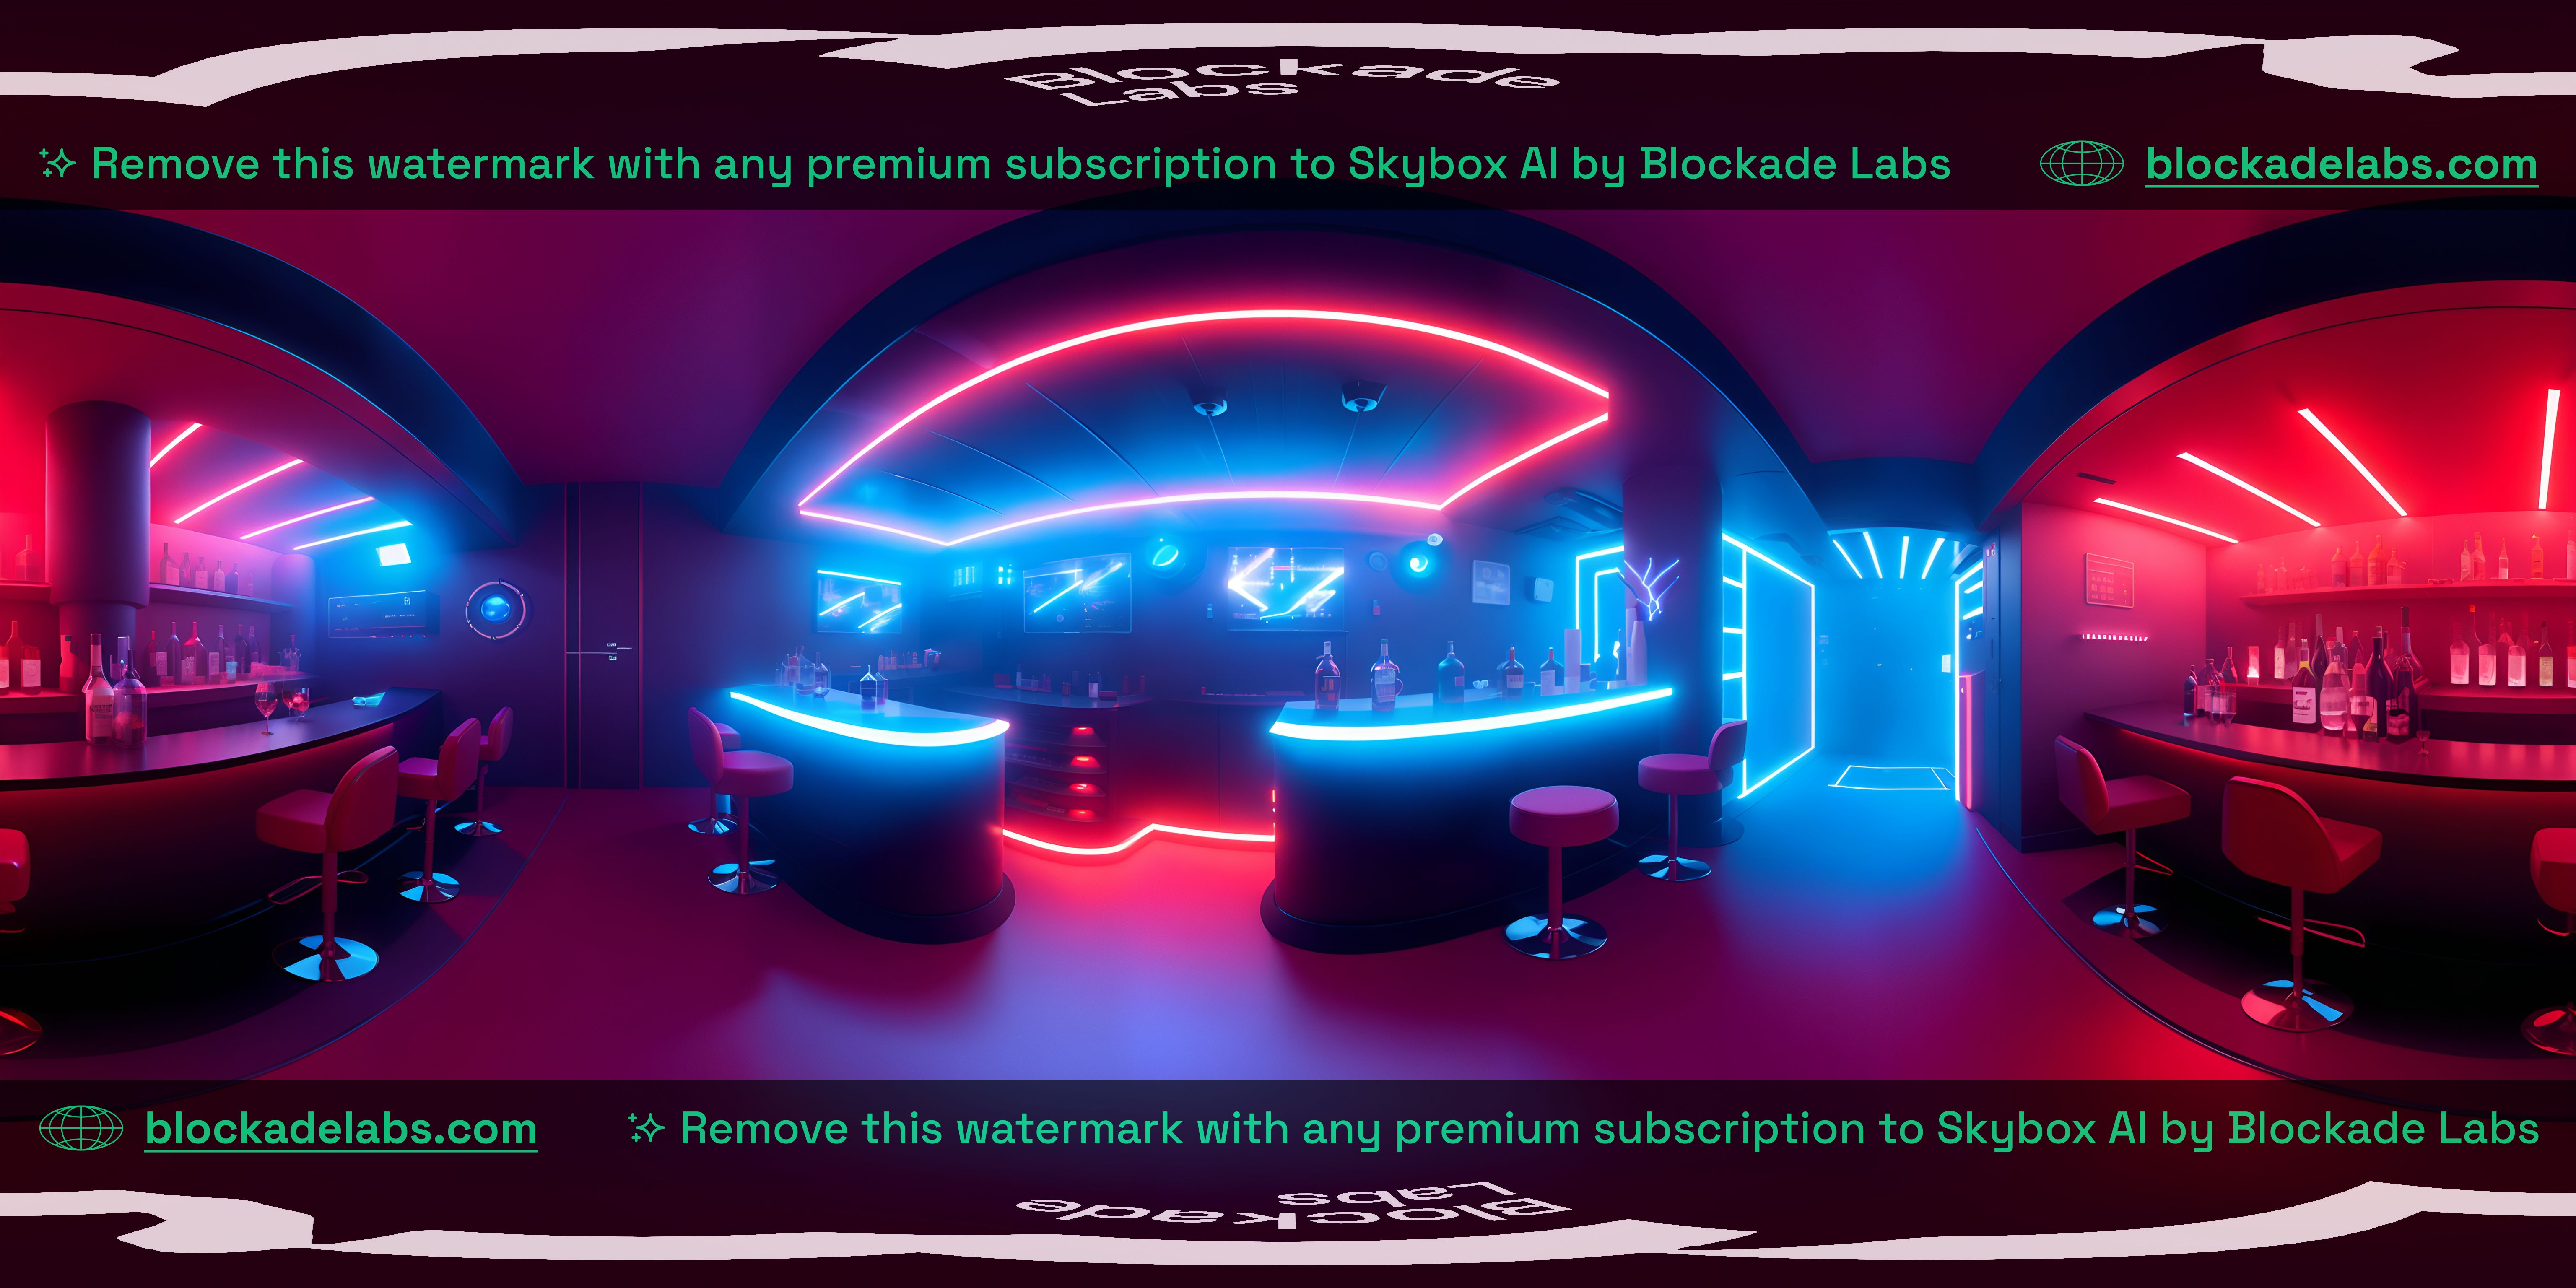 Blockade
Labs
Remove this watermark with any premium subscription to Skybox AI by Blockade Labs
blockadelabs.com
blockadelabs.com
Remove this watermark with any premium subscription to Skybox AI by Blockade Labs
Blockade
Labs